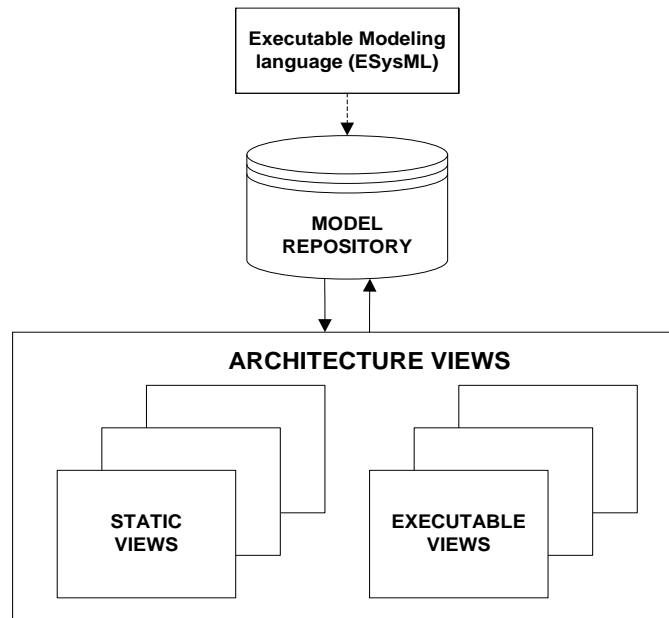 Executable Modeling
language (ESysML)
MODEL
REPOSITORY
ARCHITECTURE VIEWS
STATIC
VIEWS
EXECUTABLE
VIEWS